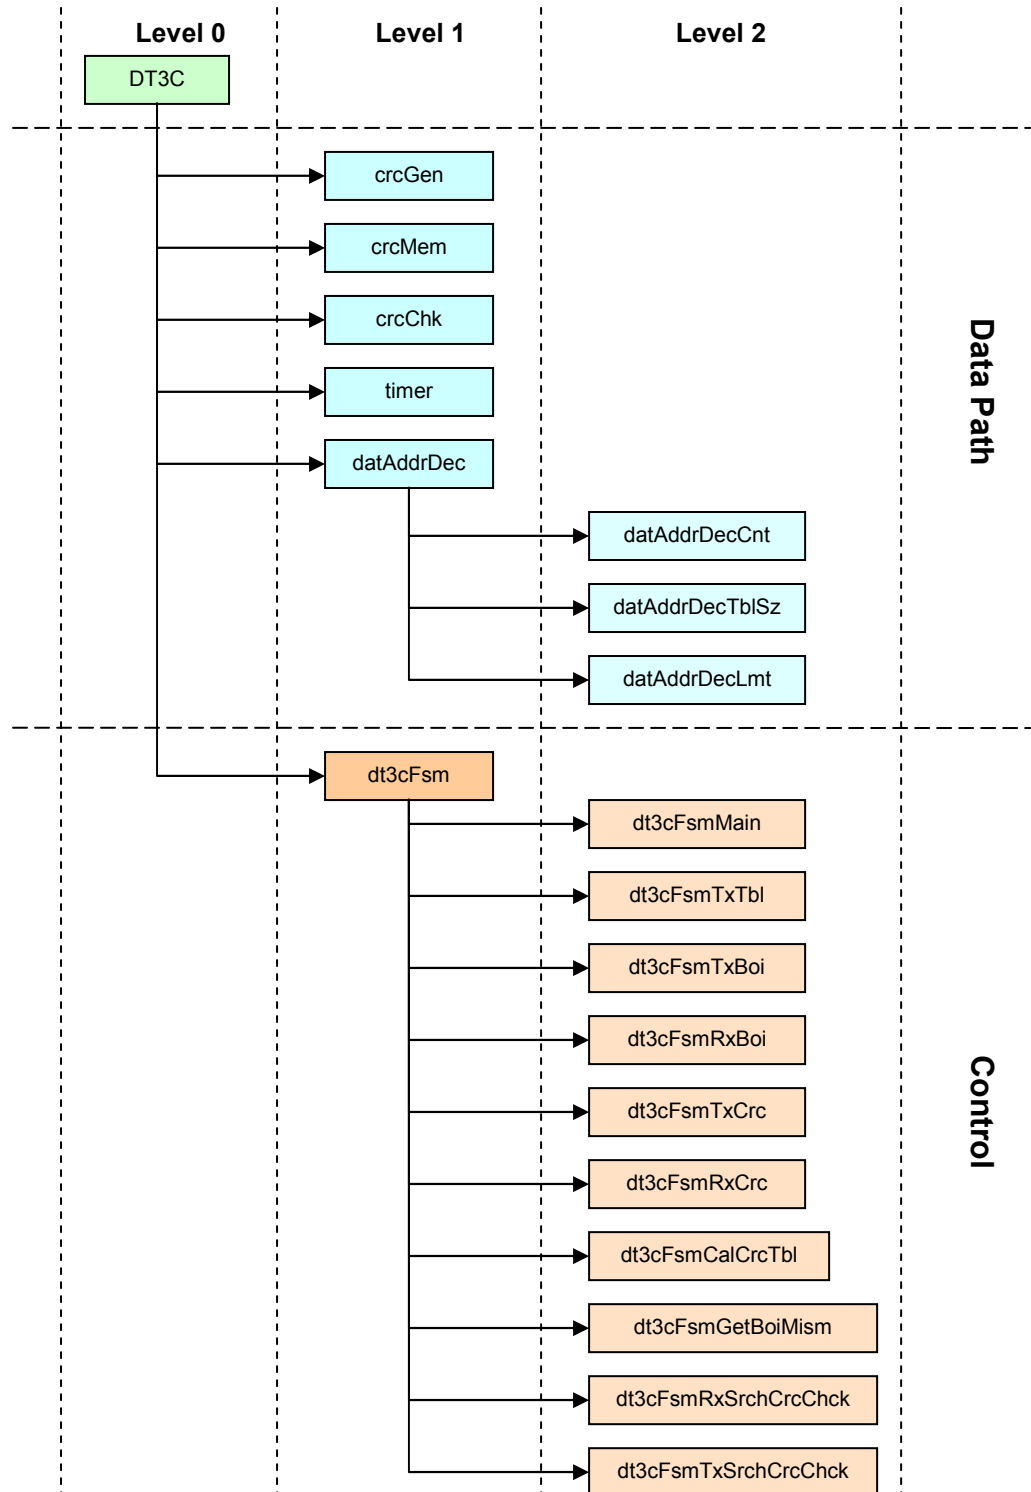 Level 0
Level 1
Level 2
DT3C
crcGen
crcMem
crcChk
timer
datAddrDec
datAddrDecCnt
datAddrDecTblSz
datAddrDecLmt
Data Path
dt3cFsm
dt3cFsmMain
dt3cFsmTxTbl
dt3cFsmTxBoi
dt3cFsmRxBoi
dt3cFsmTxCrc
dt3cFsmRxCrc
dt3cFsmCalCrcTbl
dt3cFsmGetBoiMism
dt3cFsmRxSrchCrcChck
dt3cFsmTxSrchCrcChck
Control